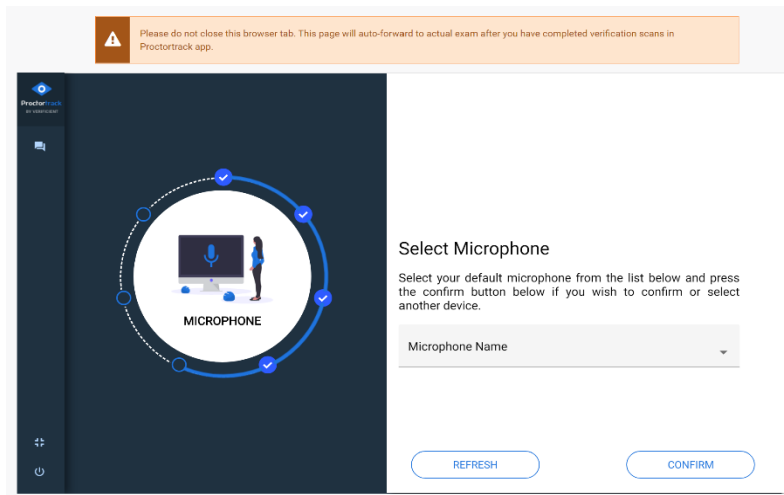 Please do not close this browser tab. This page will auto-forward to actual exam after you have completed verification scans in
Proctortrack app.
Proctortrack
BY VERIFICIENT
MICROPHONE
Select Microphone
Select your default microphone from the list below and press
the confirm button below if you wish to confirm or select
another device.
Microphone Name
REFRESH
CONFIRM